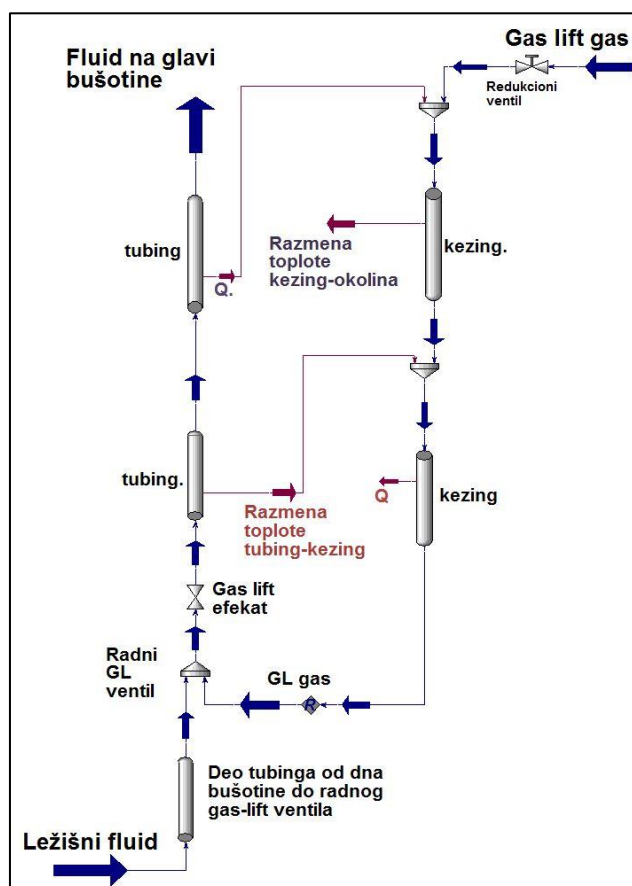 Gas lift gas
Fluid na glavi
bušotine
Redukcioni
ventil
tubing
Q.
Razmena
toplote
kezing-okolina
kezing.
tubing.
Razmena
toplote
tubing-kezing
Q
kezing
Gas lift
efekat
Radni
GL
ventil
GL gas
R
Deo tubinga od dna
bušotine do radnog
gas-lift ventila
Ležišni fluid